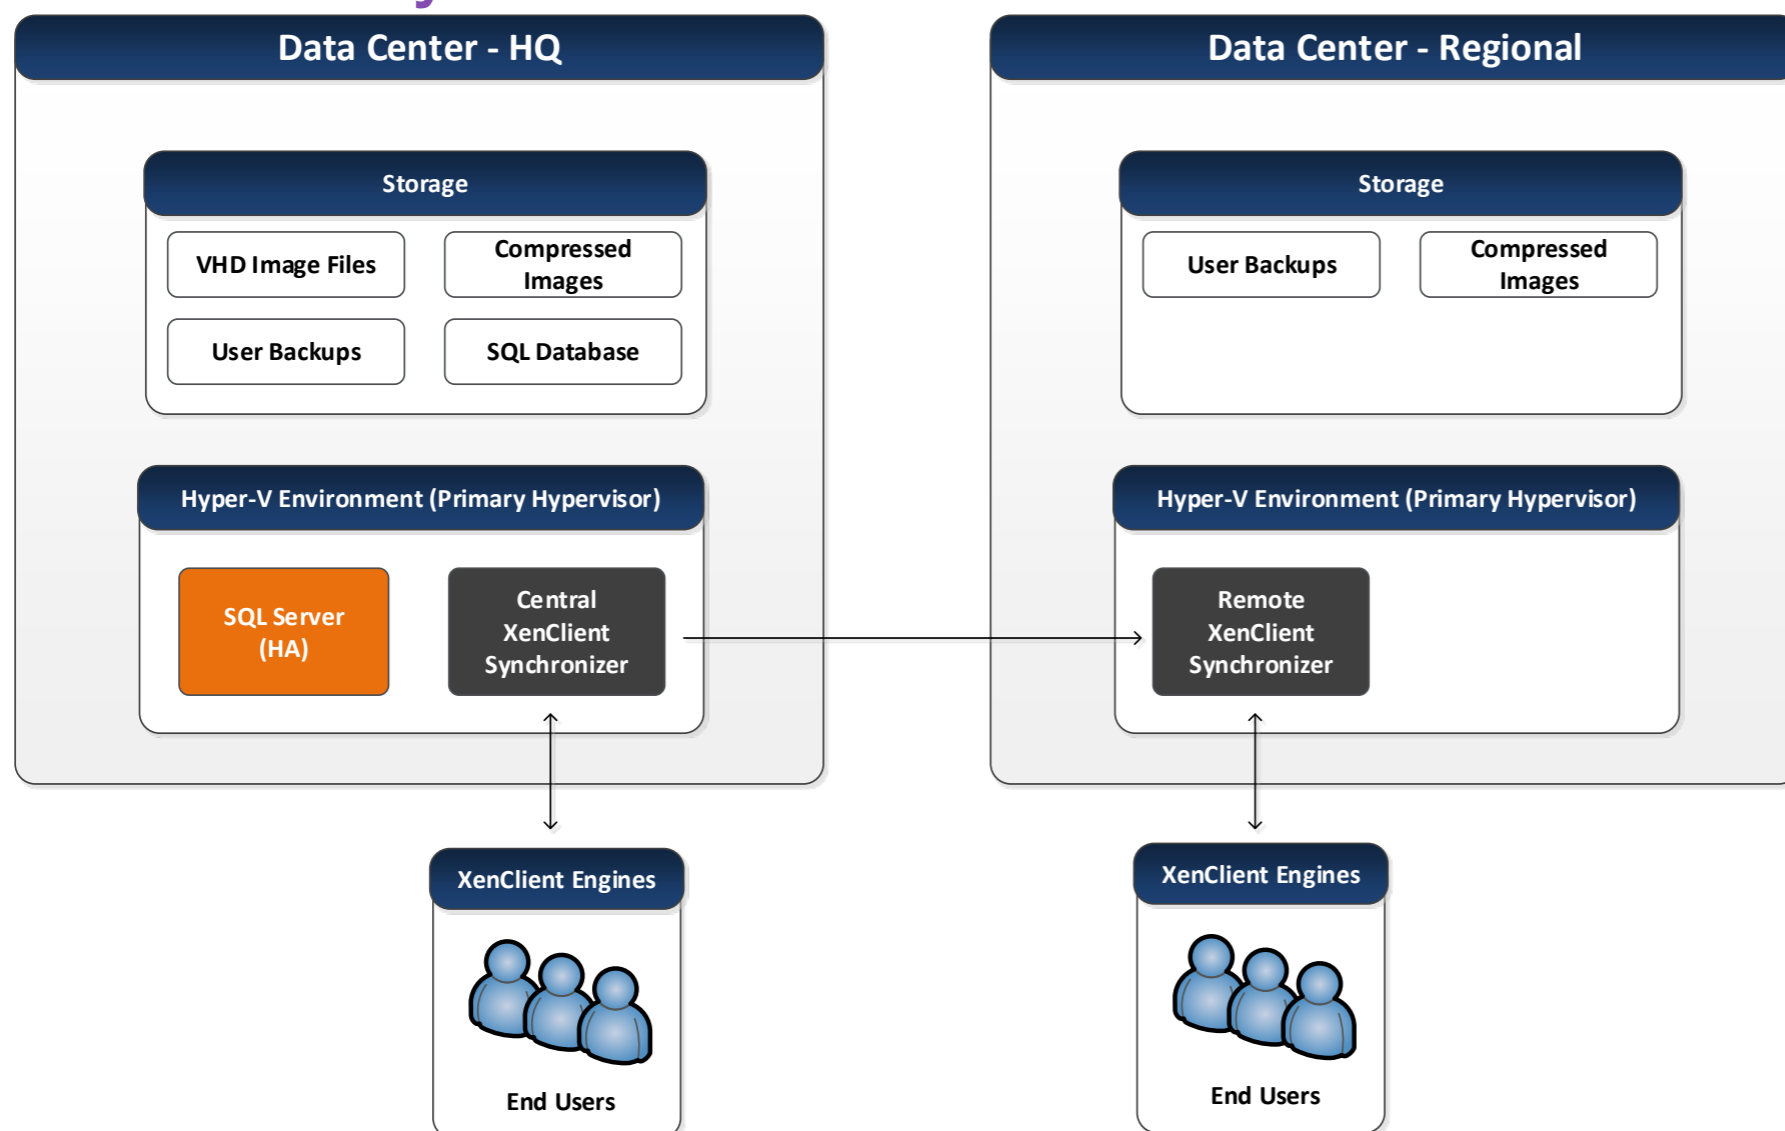 Data Center - HQ
Storage
VHD Image Files
Compressed
Images
User Backups
SQL Database
Hyper-V Environment (Primary Hypervisor)
SQL Server
(HA)
Central
XenClient
Synchronizer
XenClient Engines
End Users
Data Center - Regional
Storage
User Backups
Compressed
Images
Hyper-V Environment (Primary Hypervisor)
Remote
XenClient
Synchronizer
XenClient Engines
End Users